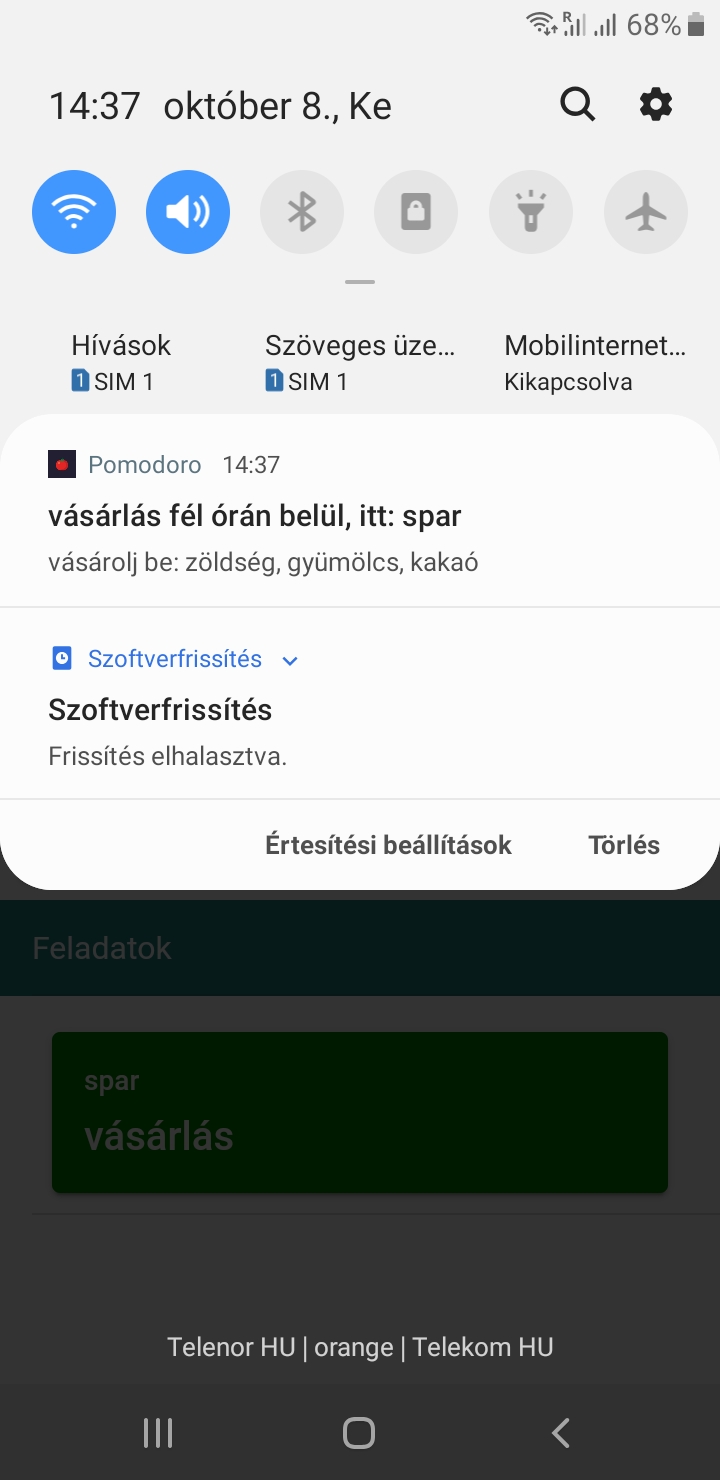 R 68%
14:37 október 8., Ke
Hívások
1 SIM 1
Szöveges üze...
1 SIM 1
Mobilinternet...
Kikapcsolva
Pomodoro 14:37
vásárlás fél órán belül, itt: spar
vásárolj be: zöldség, gyümölcs, kakaó
Szoftverfrissítés
Szoftverfrissítés
Frissítés elhalasztva.
Értesítési beállítások Törlés
Feladatok
spar
vásárlás
Telenor HU | orange | Telekom HU